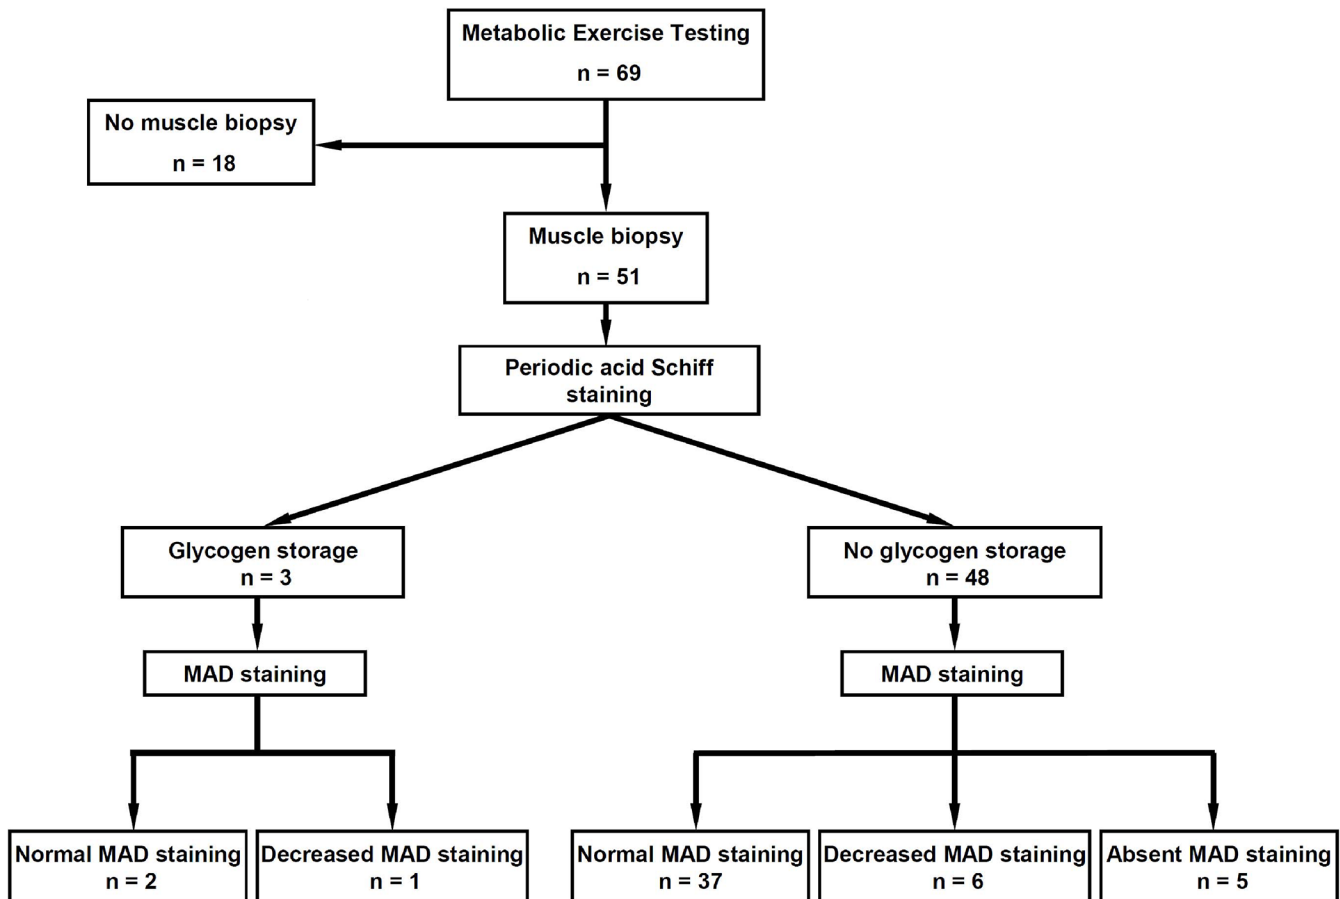 Metabolic Exercise Testing
n = 69
No muscle biopsy
n = 18
Muscle biopsy
n = 51
Periodic acid Schiff
staining
Glycogen storage
n = 3
No glycogen storage
n = 48
MAD staining
MAD staining
Normal MAD staining
n = 2
Decreased MAD staining
n = 1
Normal MAD staining
n = 37
Decreased MAD staining
n = 6
Absent MAD staining
n = 5